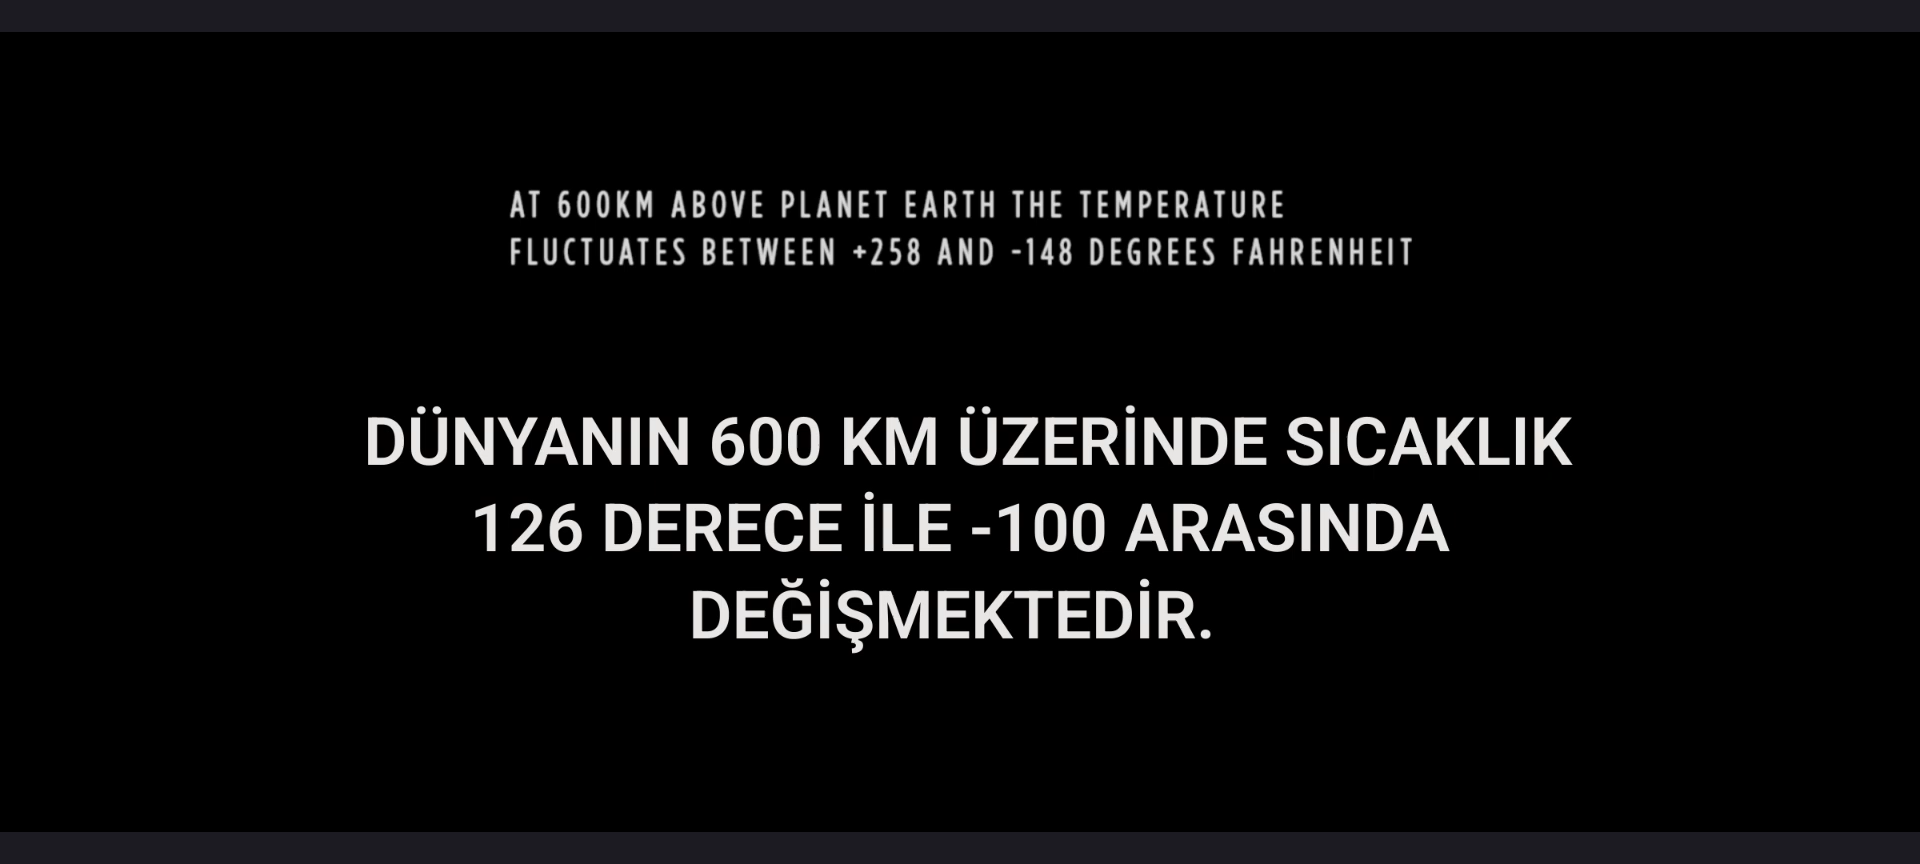 AT 600KM ABOVE PLANET EARTH THE TEMPERATURE
FLUCTUATES BETWEEN +258 AND -148 DEGREES FAHRENHEIT
DÜNYANIN 600 KM ÜZERİNDE SICAKLIK
126 DERECE İLE -100 ARASINDA
DEĞİŞMEKTEDİR.